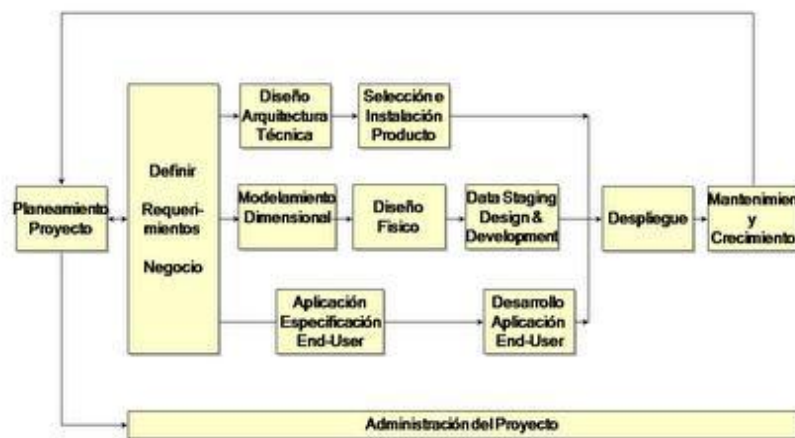 Diseño
Arquitectura
Técnica
Selección e
Instalación
Producto
Definir
Requeri-
mientos
Negocio
Planeamiento
Proyecto
Modelamiento
Dimensional
Diseño
Fisico
Data Staging
Design &
Development
Despliegue
Mantenimien
y
Crecimiento
Aplicación
Especificación
End-User
Desarrollo
Aplicación
End-User
Administración del Proyecto